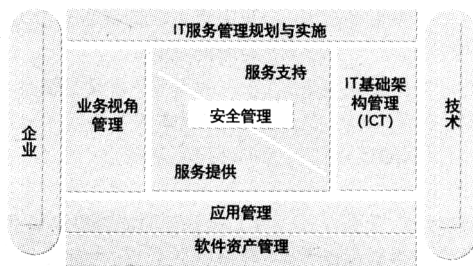 IT服务管理规划与实施
企业
业务视角
管理
服务支持
安全管理
服务提供
IT基础架
构管理
（ICT）
技术
应用管理
软件资产管理